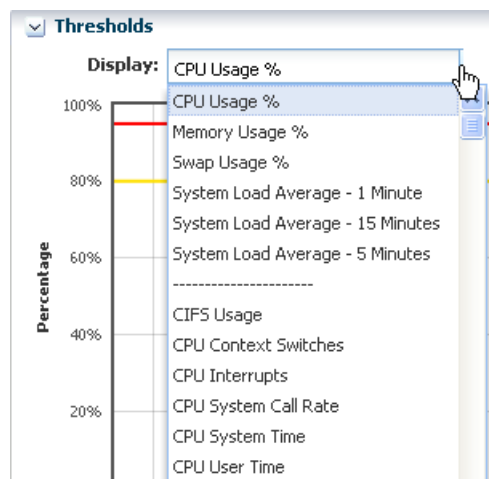 Thresholds
Display: CPU Usage %
CPU Usage %
Memory Usage %
Swap Usage %
System Load Average - 1 Minute
System Load Average - 15 Minutes
System Load Average - 5 Minutes
----------------------
CIFS Usage
CPU Context Switches
CPU Interrupts
CPU System Call Rate
CPU System Time
CPU User Time
100%
80%
60%
40%
20%
Percentage